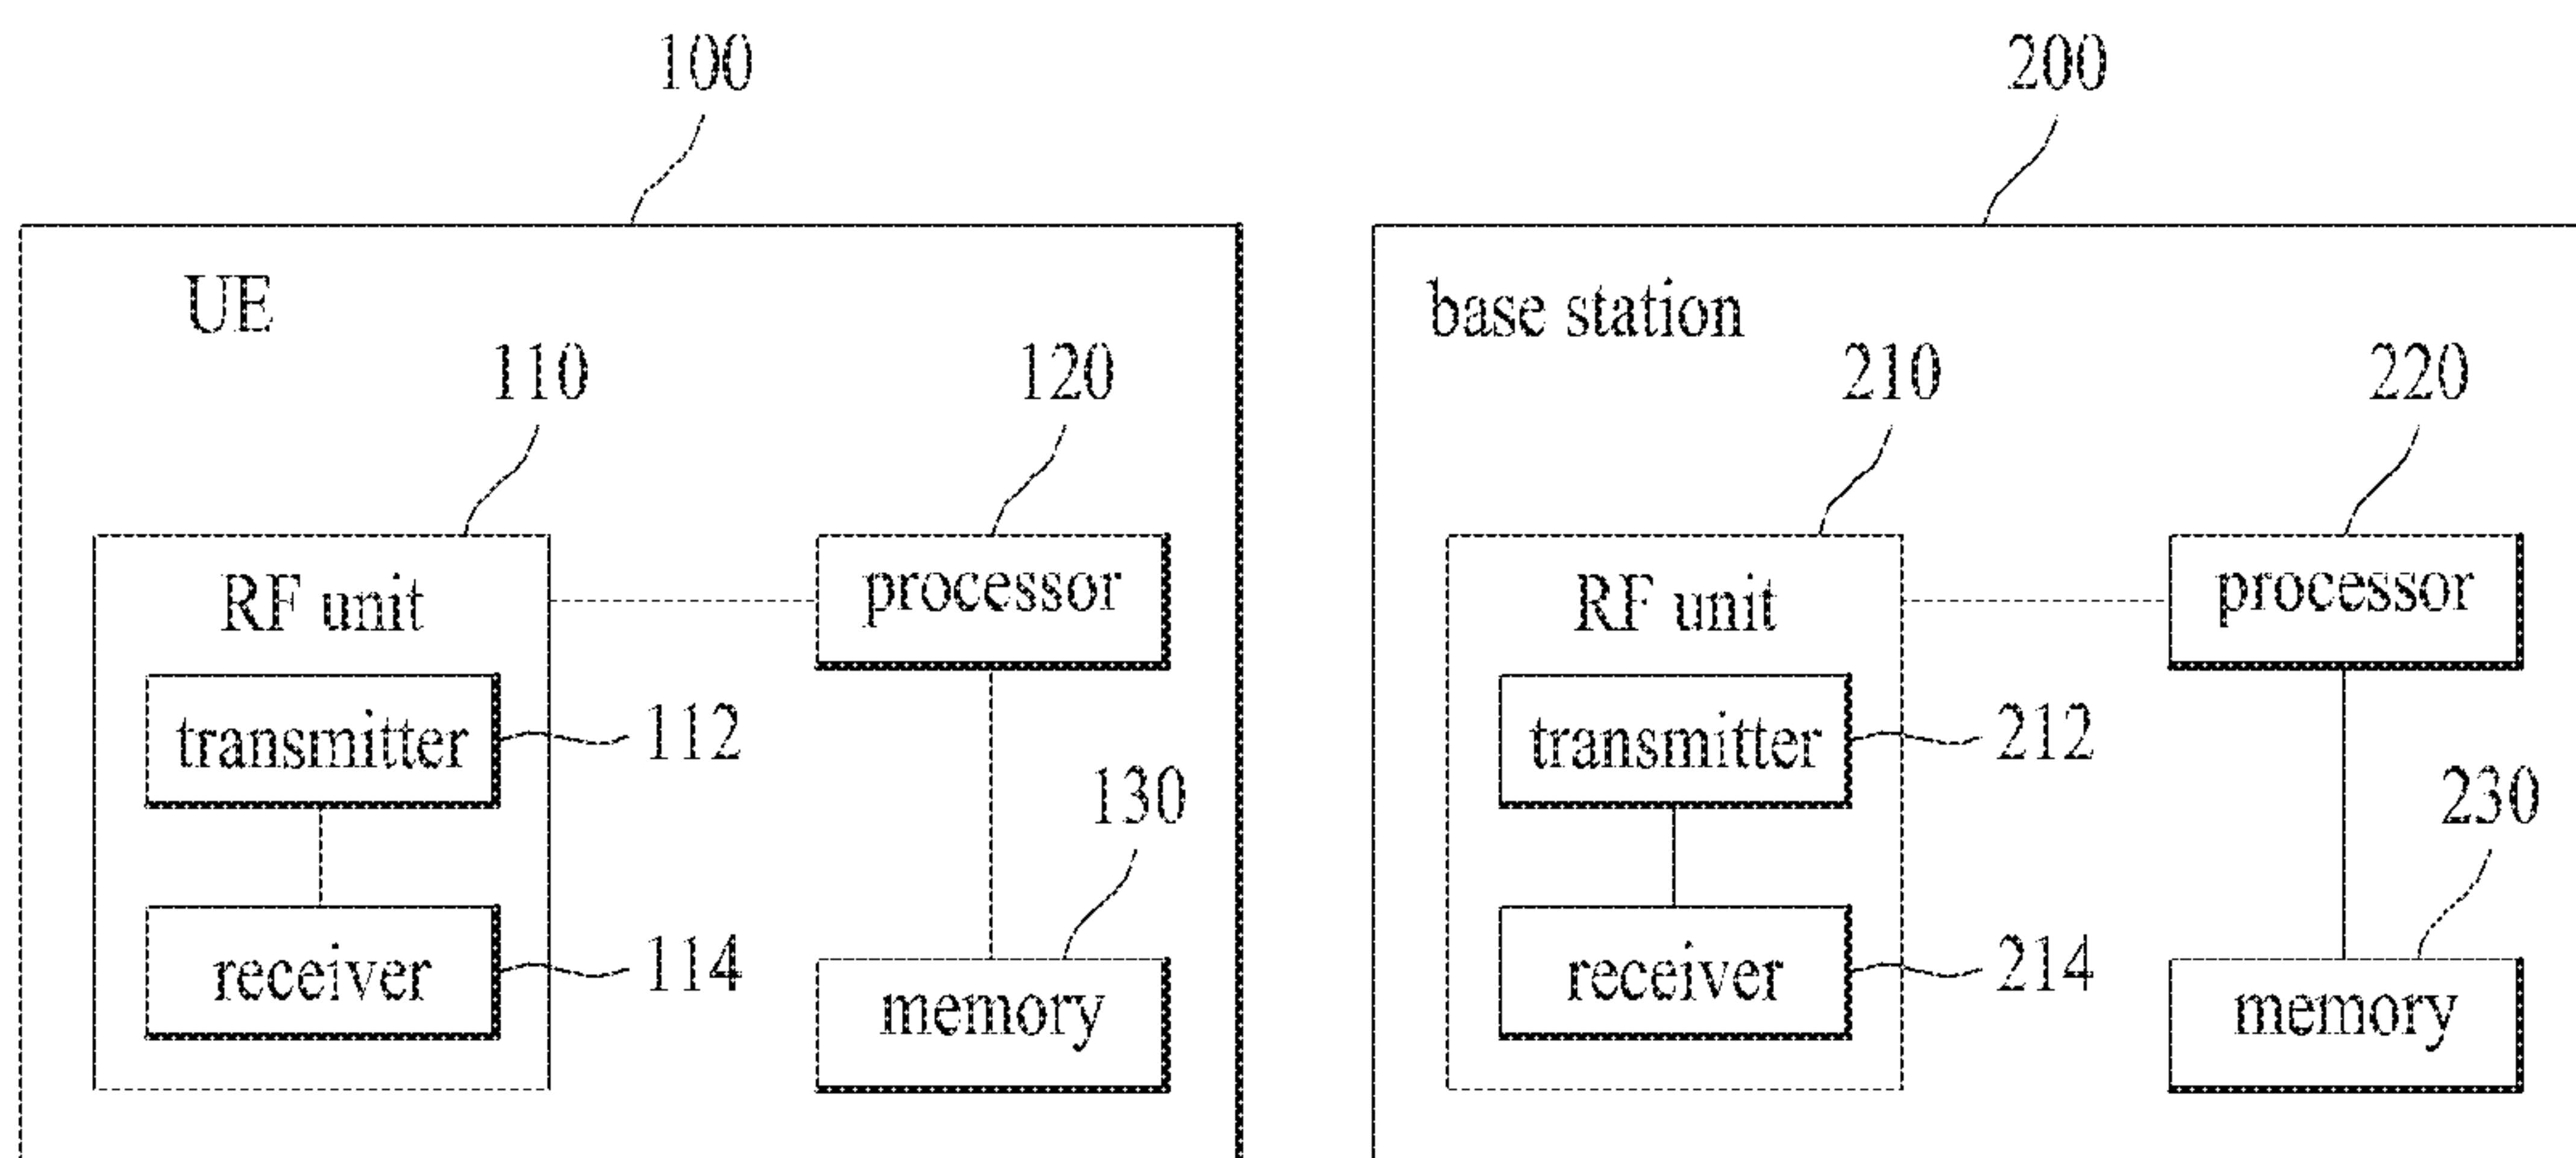 100
200
UE
base station
110
120
210
220
RF unit
processor
RF unit
processor
transmitter
112
transmitter
212
130
230
receiver
114
receiver
214
memory
memory